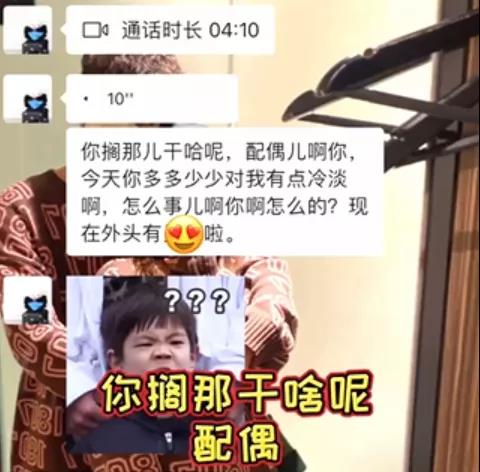 通话时长 04:10
10"
你搁那儿干哈呢，配偶儿啊你，
今天你多多少少对我有点冷淡
啊，怎么事儿啊你啊怎么的？现
在外头有😍啦。
???
你搁那干啥呢
配偶